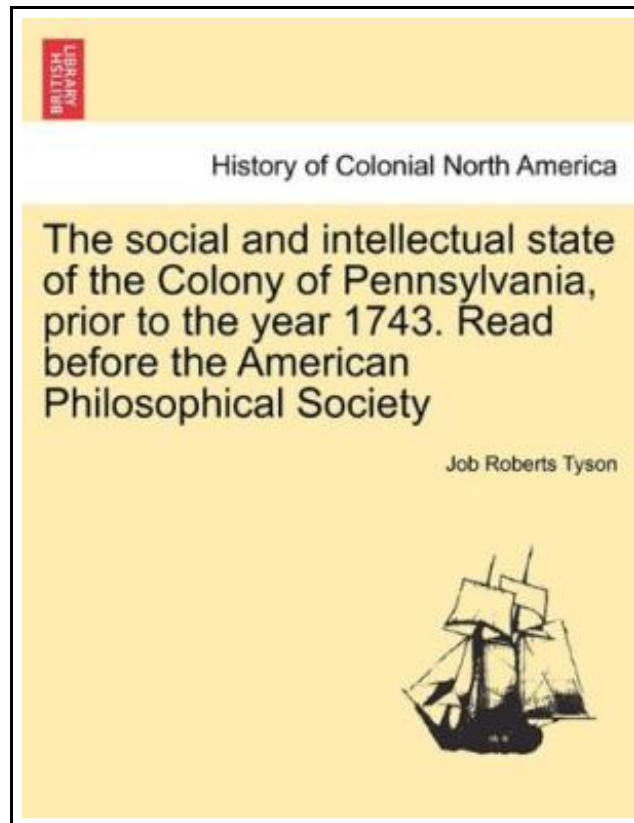 BRITISH
LIBRARY
History of Colonial North America
The social and intellectual state
of the Colony of Pennsylvania,
prior to the year 1743. Read
before the American
Philosophical Society
Job Roberts Tyson